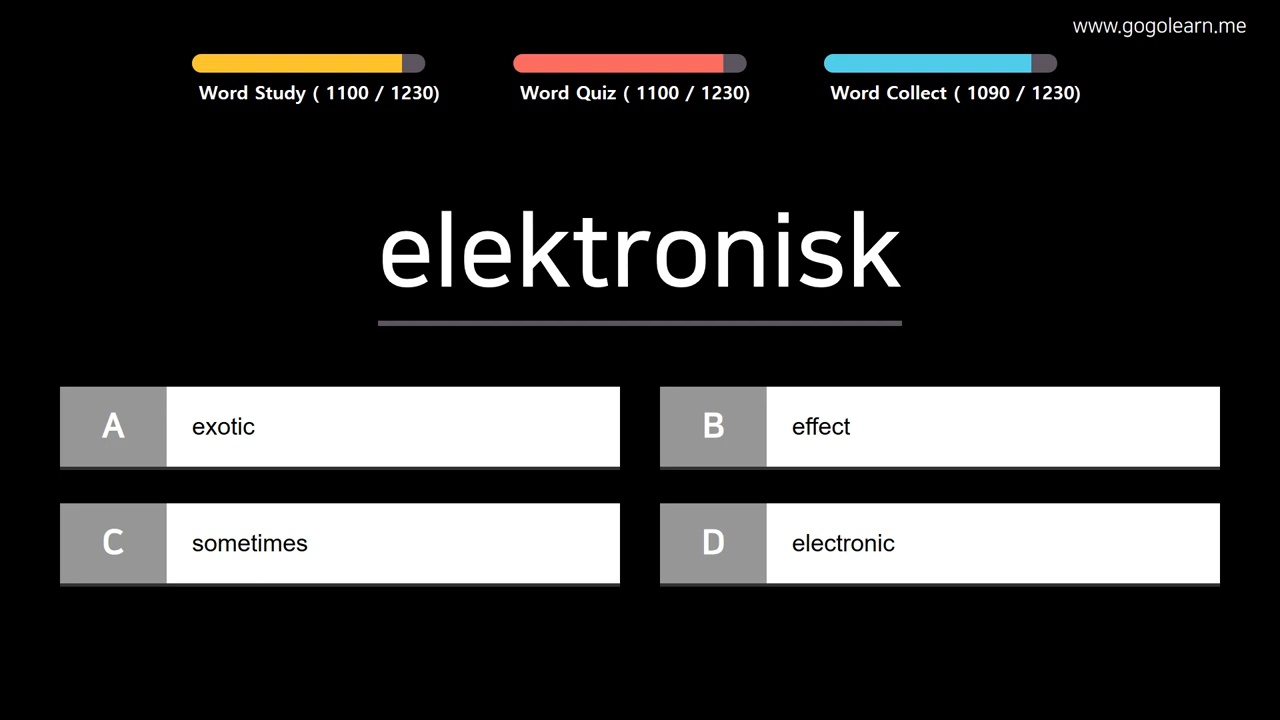 www.gogolearn.me
Word Study ( 1100 / 1230)
Word Quiz ( 1100 / 1230)
Word Collect ( 1090 / 1230)
elektronisk
A exotic
B effect
C sometimes
D electronic